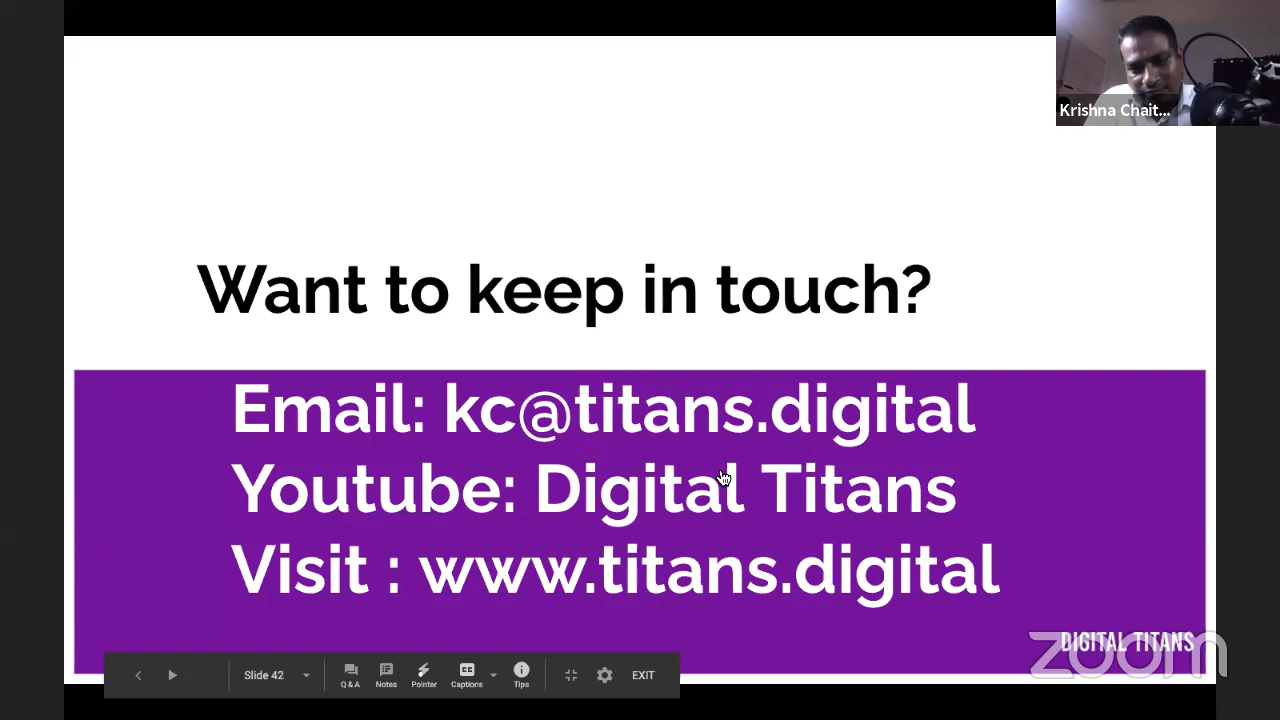 Krishna Chait...
Want to keep in touch?
Email: kc@titans.digital
Youtube: Digital Titans
Visit : www.titans.digital
DIGITAL TITANS
zoom
Slide 42
Q & A
Notes
Pointer
Captions
Tips
EXIT